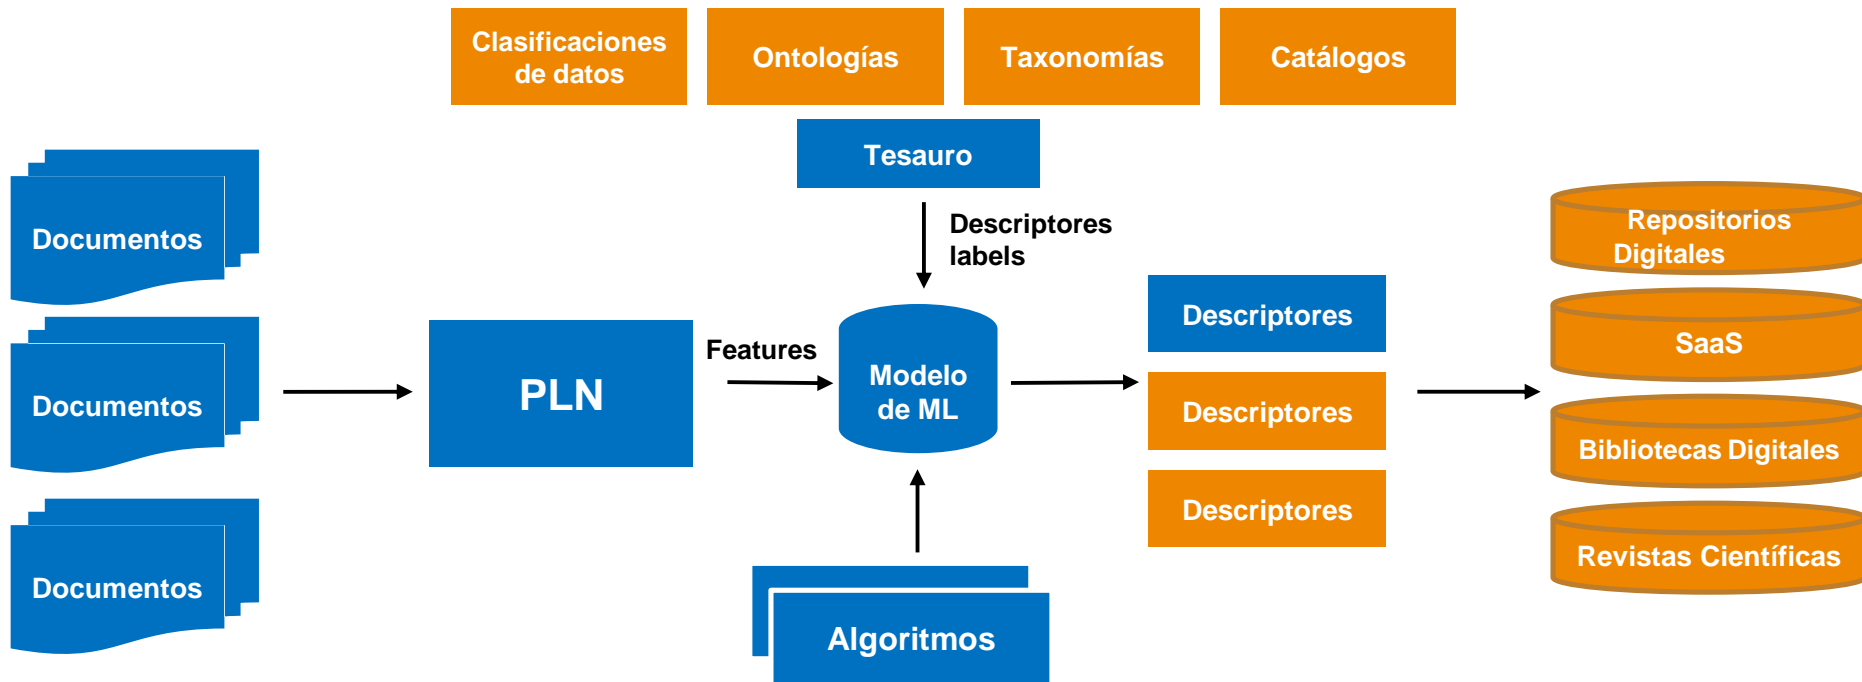 Clasificaciones
de datos
Ontologías
Taxonomías
Catálogos
Tesauro
Descriptores
labels
Documentos
Documentos
Documentos
PLN
Features
Modelo
de ML
Algoritmos
Descriptores
Descriptores
Descriptores
Repositorios
Digitales
SaaS
Bibliotecas Digitales
Revistas Científicas